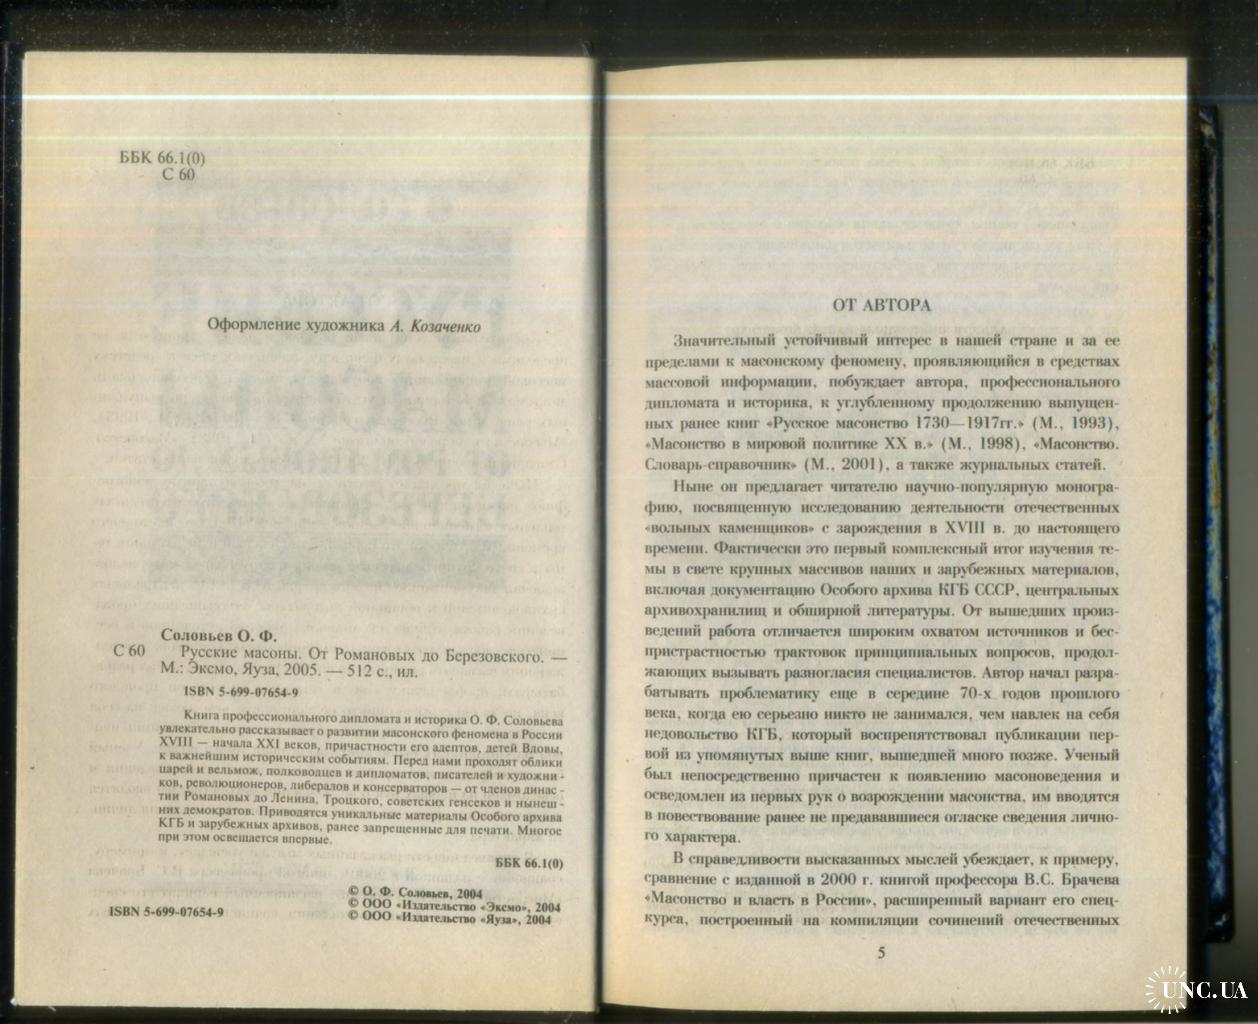 ББК 66.1(0)
С 60
Оформление художника А. Козаченко
Соловьев О. Ф.
С 60 Русские масоны. От Романовых до Березовского. —
М.: Эксмо, Яуза, 2005. — 512 с., ил.
ISBN 5-699-07654-9
Книга профессионального дипломата и историка О. Ф. Соловьева
увлекательно рассказывает о развитии масонского феномена в России
XVIII — начала XXI веков, причастности его адептов, детей Вдовы,
к важнейшим историческим событиям. Перед нами проходят облики
царей и вельмож, полководцев и дипломатов, писателей и художни-
ков, революционеров, либералов и консерваторов — от членов динас-
тии Романовых до Ленина, Троцкого, советских генсеков и нынеш-
них демократов. Приводятся уникальные материалы Особого архива
КГБ и зарубежных архивов, ранее запрещенные для печати. Многое
при этом освещается впервые.
ББК 66.1(0)
© О. Ф. Соловьев, 2004
© ООО «Издательство «Эксмо», 2004
ISBN 5-699-07654-9 © ООО «Издательство «Яуза», 2004
ОТ АВТОРА
Значительный устойчивый интерес в нашей стране и за ее
пределами к масонскому феномену, проявляющийся в средствах
массовой информации, побуждает автора, профессионального
дипломата и историка, к углубленному продолжению выпущен-
ных ранее книг «Русское масонство 1730—1917гг.» (М., 1993),
«Масонство в мировой политике XX в.» (М., 1998), «Масонство.
Словарь-справочник» (М., 2001), а также журнальных статей.
Ныне он предлагает читателю научно-популярную моногра-
фию, посвященную исследованию деятельности отечественных
«вольных каменщиков» с зарождения в XVIII в. до настоящего
времени. Фактически это первый комплексный итог изучения те-
мы в свете крупных массивов наших и зарубежных материалов,
включая документацию Особого архива КГБ СССР, центральных
архивохранилищ и обширной литературы. От вышедших произ-
ведений работа отличается широким охватом источников и бес-
пристрастностью трактовок принципиальных вопросов, продол-
жающих вызывать разногласия специалистов. Автор начал разра-
батывать проблематику еще в середине 70-х годов прошлого
века, когда ею серьезно никто не занимался, чем навлек на себя
недовольство КГБ, который воспрепятствовал публикации пер-
вой из упомянутых выше книг, вышедшей много позже. Ученый
был непосредственно причастен к появлению масоноведения и
осведомлен из первых рук о возрождении масонства, им вводятся
в повествование ранее не предававшиеся огласке сведения лично-
го характера.
В справедливости высказанных мыслей убеждает, к примеру,
сравнение с изданной в 2000 г. книгой профессора В.С. Брачева
«Масонство и власть в России», расширенный вариант его спец-
курса, построенный на компиляции сочинений отечественных
5
UNC.UA